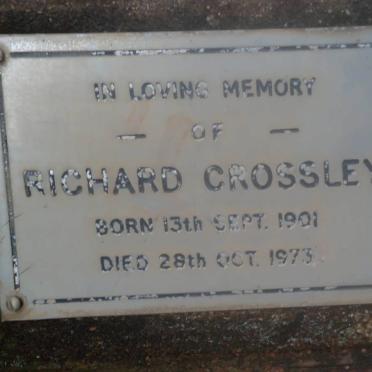 IN LOVING MEMORY
— OF —
RICHARD CROSSLEY
BORN 13th SEPT. 1901
DIED 28th OCT. 1973